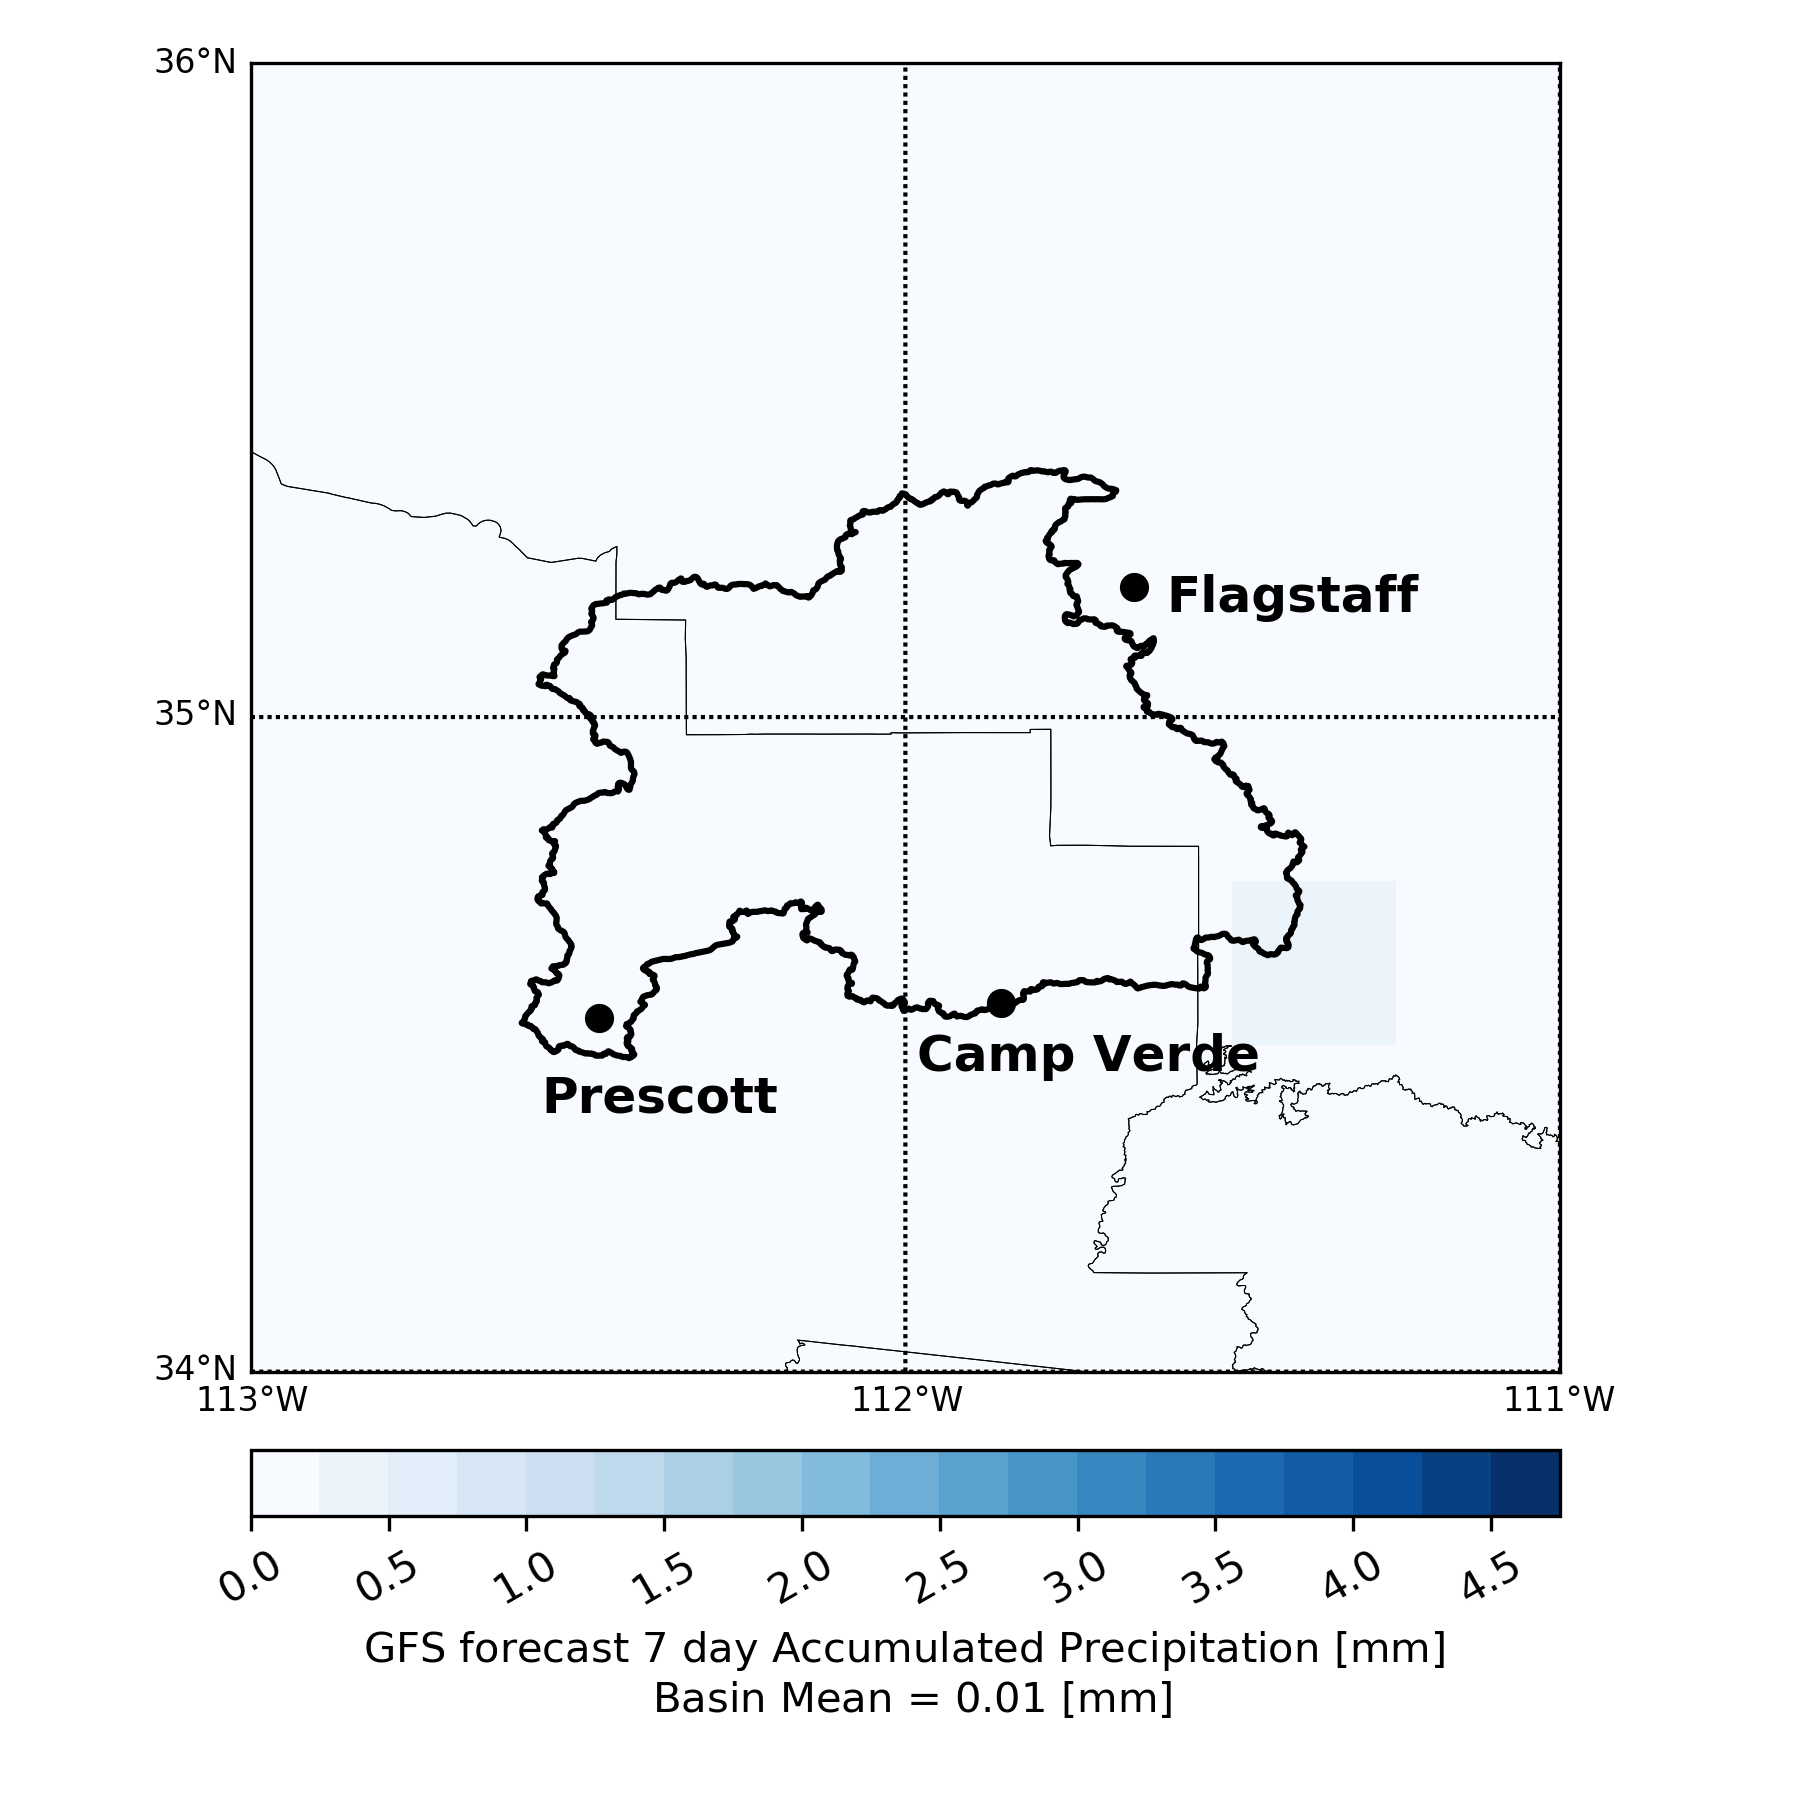 36°N
Flagstaff
35°N
Camp Verde
Prescott
34°N
113°W 112°W 111°W
0.0 0.5 1.0 1.5 2.0 2.5 3.0 3.5 4.0 4.5
GFS forecast 7 day Accumulated Precipitation [mm]
Basin Mean = 0.01 [mm]